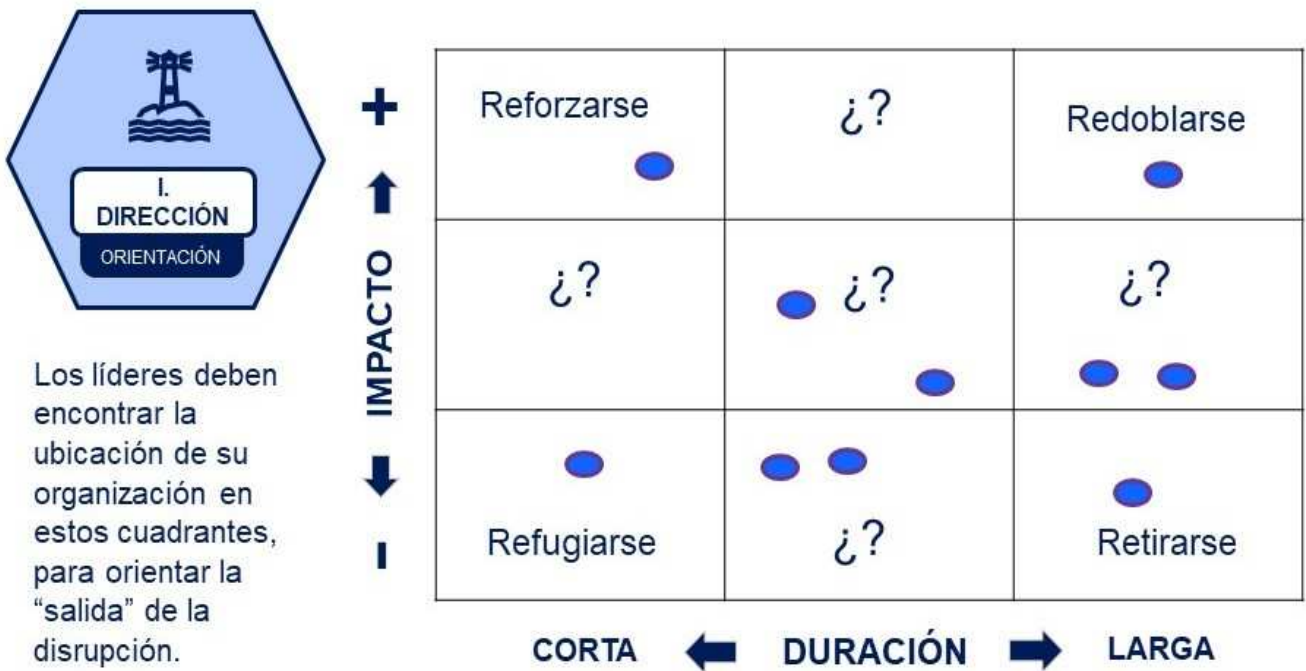 I.
DIRECCIÓN
ORIENTACIÓN
Los líderes deben
encontrar la
ubicación de su
organización en
estos cuadrantes,
para orientar la
“salida” de la
disrupción.
+
IMPACTO
-
Reforzarse
¿?
Redoblarse
¿?
¿?
¿?
Refugiarse
¿?
Retirarse
CORTA
DURACIÓN
LARGA